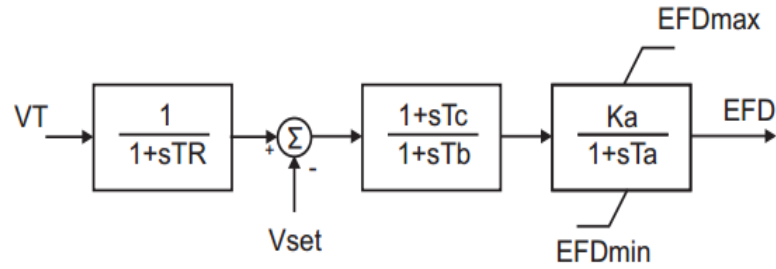 EFDmax
VT
1
1+sTR
+
Σ
-
Vset
1+sTc
1+sTb
Ka
1+sTa
EFD
EFDmin